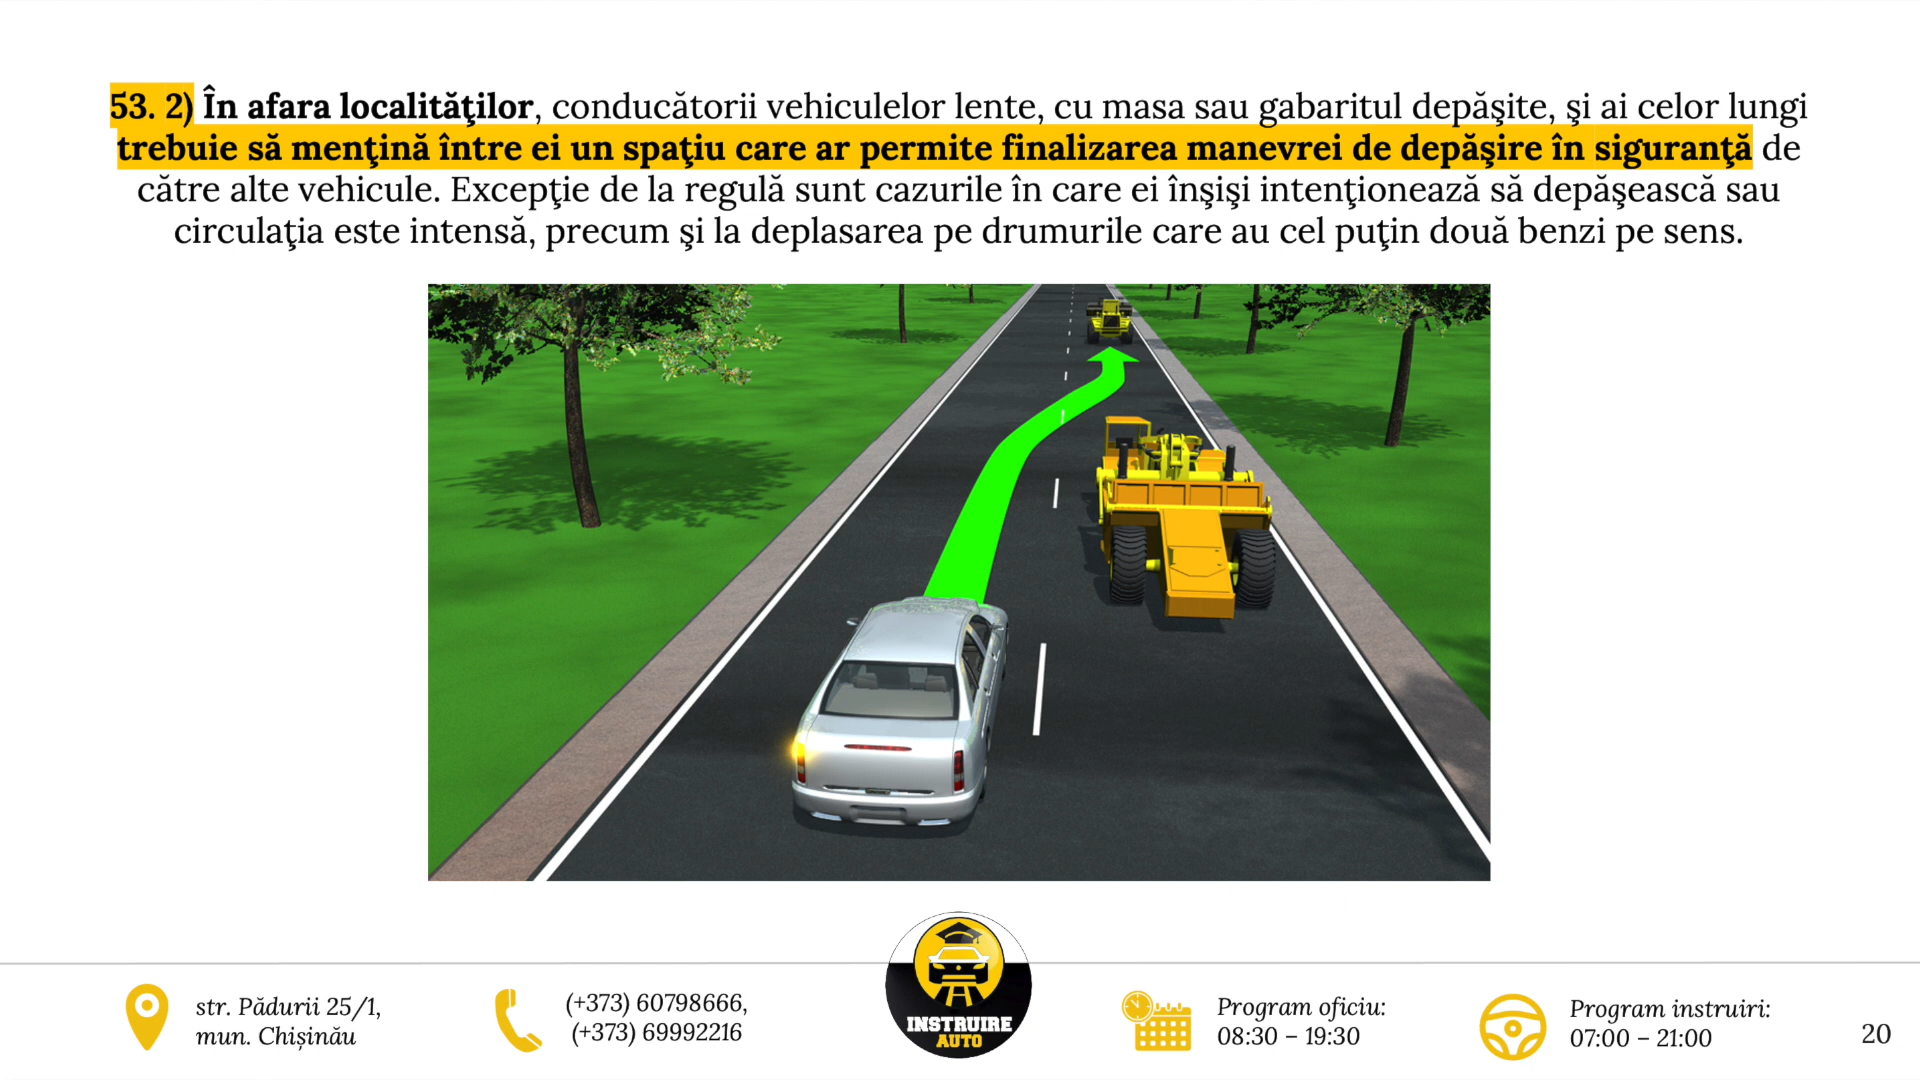 53. 2) În afara localităţilor, conducătorii vehiculelor lente, cu masa sau gabaritul depăşite, şi ai celor lungi
trebuie să menţină între ei un spaţiu care ar permite finalizarea manevrei de depăşire în siguranţă de
către alte vehicule. Excepţie de la regulă sunt cazurile în care ei înşişi intenţionează să depăşească sau
circulaţia este intensă, precum şi la deplasarea pe drumurile care au cel puţin două benzi pe sens.
str. Pădurii 25/1,
mun. Chișinău
(+373) 60798666,
(+373) 69992216
INSTRUIRE
AUTO
Program oficiu:
08:30 – 19:30
Program instruiri:
07:00 – 21:00
20